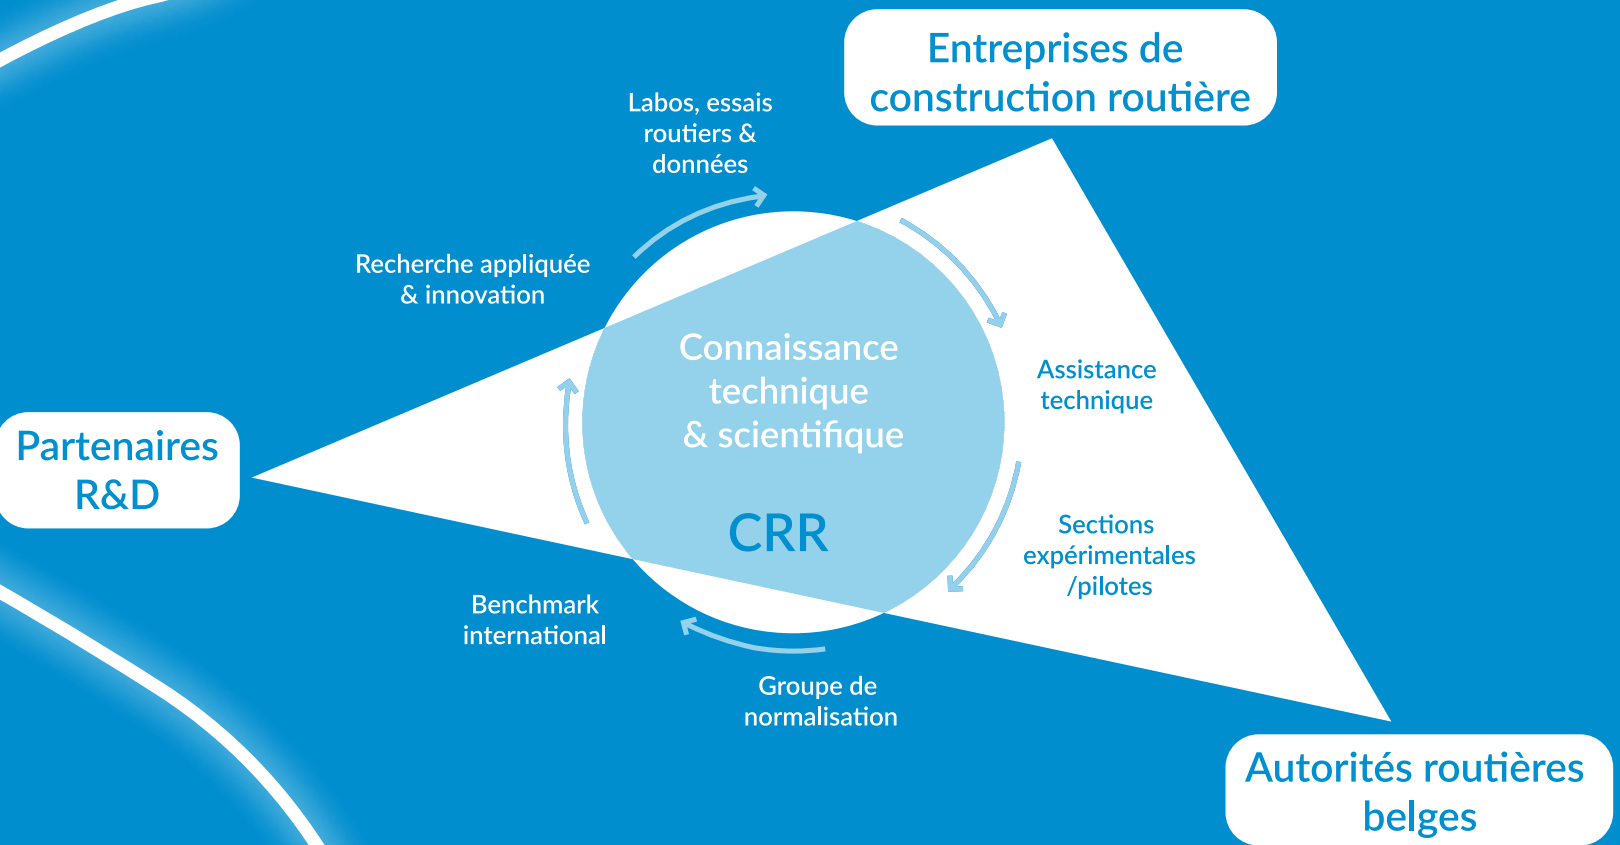 Entreprises de
construction routière
Labos, essais
routiers &
données
Recherche appliquée
& innovation
Connaissance
technique
& scientifique
CRR
Assistance
technique
Partenaires
R&D
Sections
expérimentales
/pilotes
Benchmark
international
Groupe de
normalisation
Autorités routières
belges